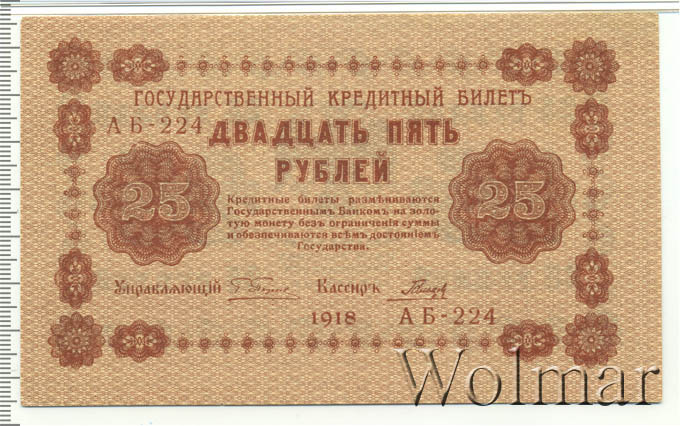 ГОСУДАРСТВЕННЫЙ КРЕДИТНЫЙ БИЛЕТЪ
АБ-224
ДВАДЦАТЬ ПЯТЬ
РУБЛЕЙ
25
25
Кредитные билеты размѣниваются
Государственнымъ Банкомъ на золо-
тую монету безъ ограниченія суммы
и обезпечиваются всѣмъ достояніемъ
Государства.
Управляющій
Кассиръ
1918 АБ-224
Wolmar